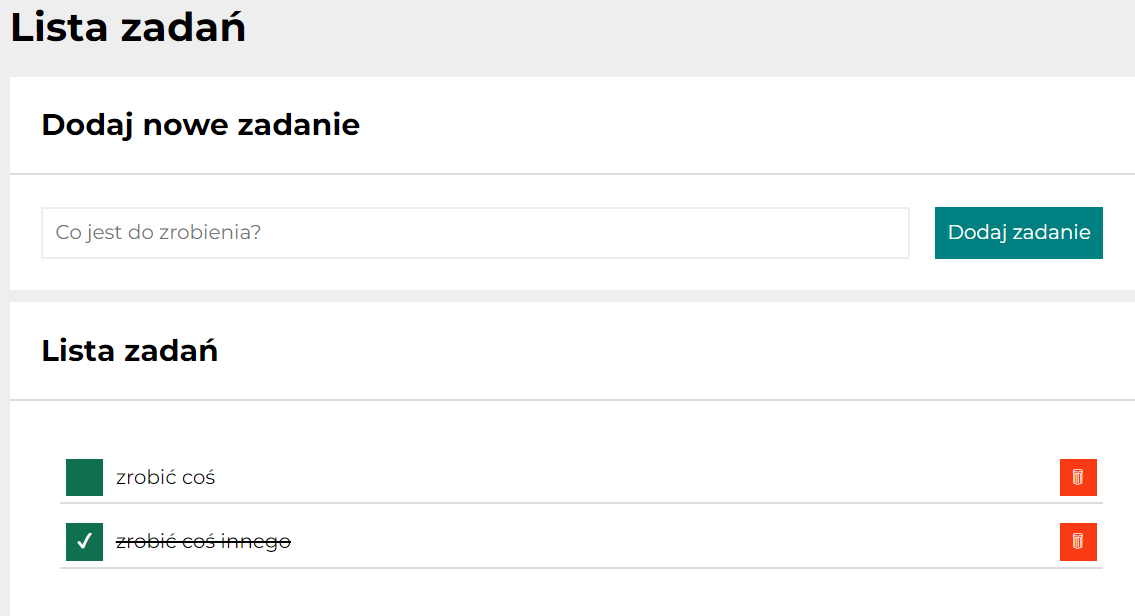 Lista zadań
Dodaj nowe zadanie
Co jest do zrobienia?
Dodaj zadanie
Lista zadań
zrobić coś
zrobić coś innego